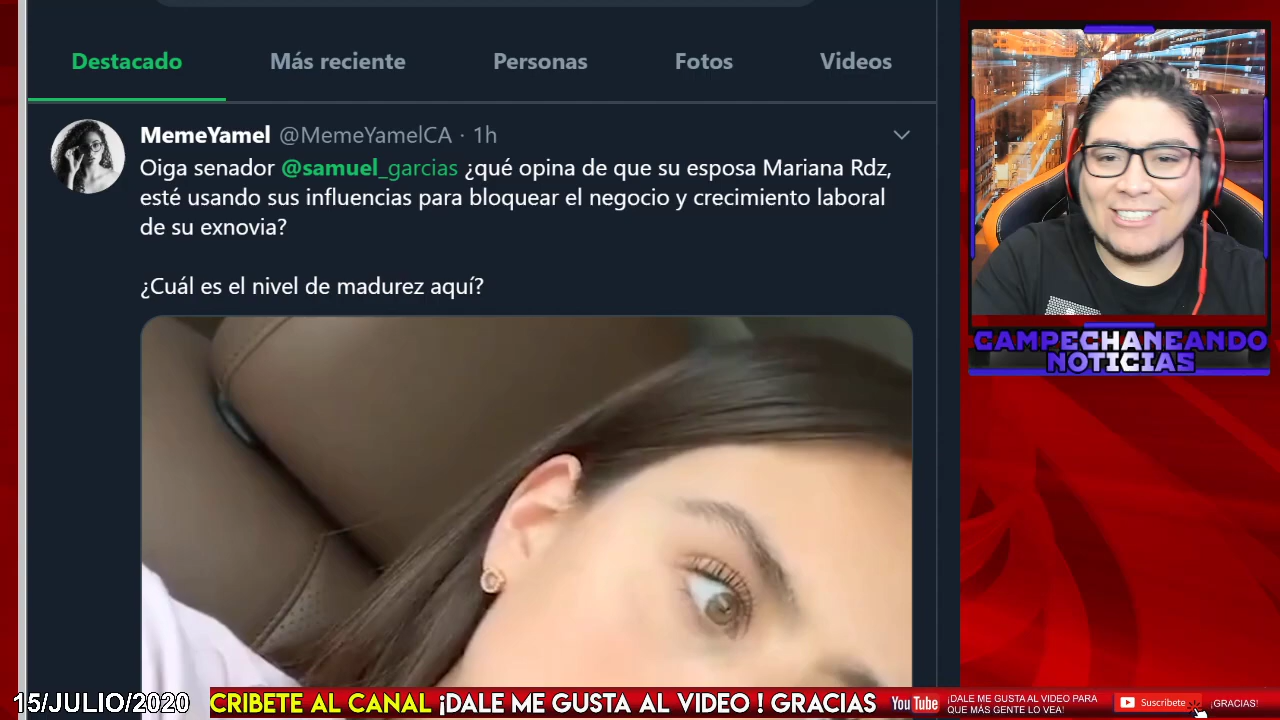 Destacado
Más reciente
Personas
Fotos
Videos
MemeYamel @MemeYamelCA · 1h
Oiga senador @samuel_garcias ¿qué opina de que su esposa Mariana Rdz,
esté usando sus influencias para bloquear el negocio y crecimiento laboral
de su exnovia?
¿Cuál es el nivel de madurez aquí?
CAMPECHANEANDO
NOTICIAS
15/JULIO/2020
CRIBETE AL CANAL ¡DALE ME GUSTA AL VIDEO ! GRACIAS
YouTube
¡DALE ME GUSTA AL VIDEO PARA
QUE MÁS GENTE LO VEA!
Suscribete
¡GRACIAS!